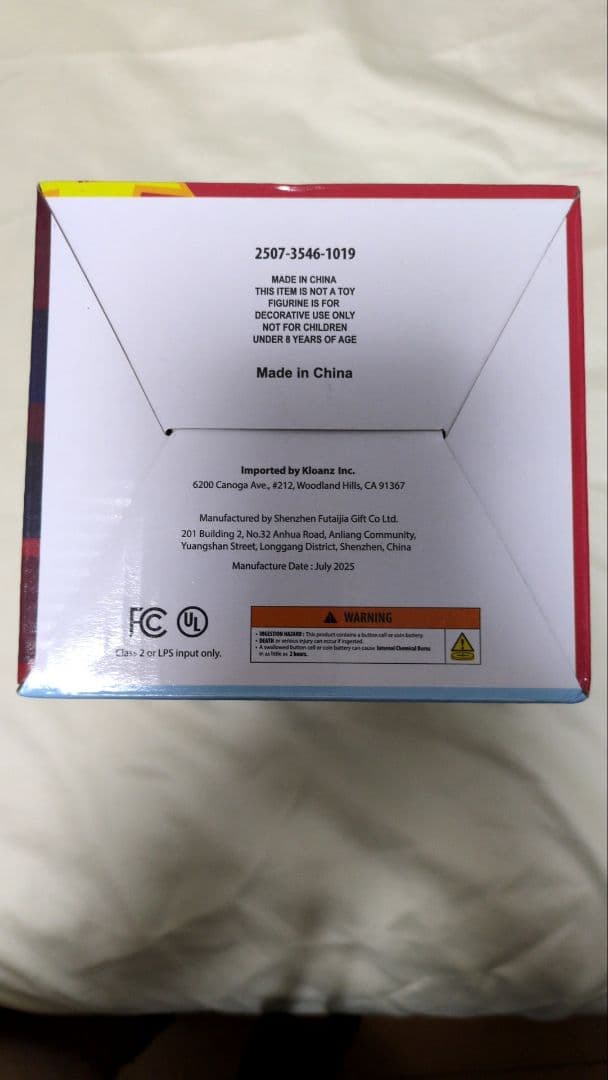 2507-3546-1019
MADE IN CHINA
THIS ITEM IS NOT A TOY
FIGURINE IS FOR
DECORATIVE USE ONLY
NOT FOR CHILDREN
UNDER 8 YEARS OF AGE
Made in China
Imported by Kloanz Inc.
6200 Canoga Ave., #212, Woodland Hills, CA 91367
Manufactured by Shenzhen Futaijia Gift Co Ltd.
201 Building 2, No.32 Anhua Road, Anliang Community,
Yuangshan Street, Longgang District, Shenzhen, China
Manufacture Date : July 2025
FC UL
Class 2 or LPS input only.
WARNING
• INGESTION HAZARD : This product contains a button cell or coin battery.
• DEATH or serious injury can occur if ingested.
• A swallowed button cell or coin battery can cause Internal Chemical Burns
in as little as 2 hours.